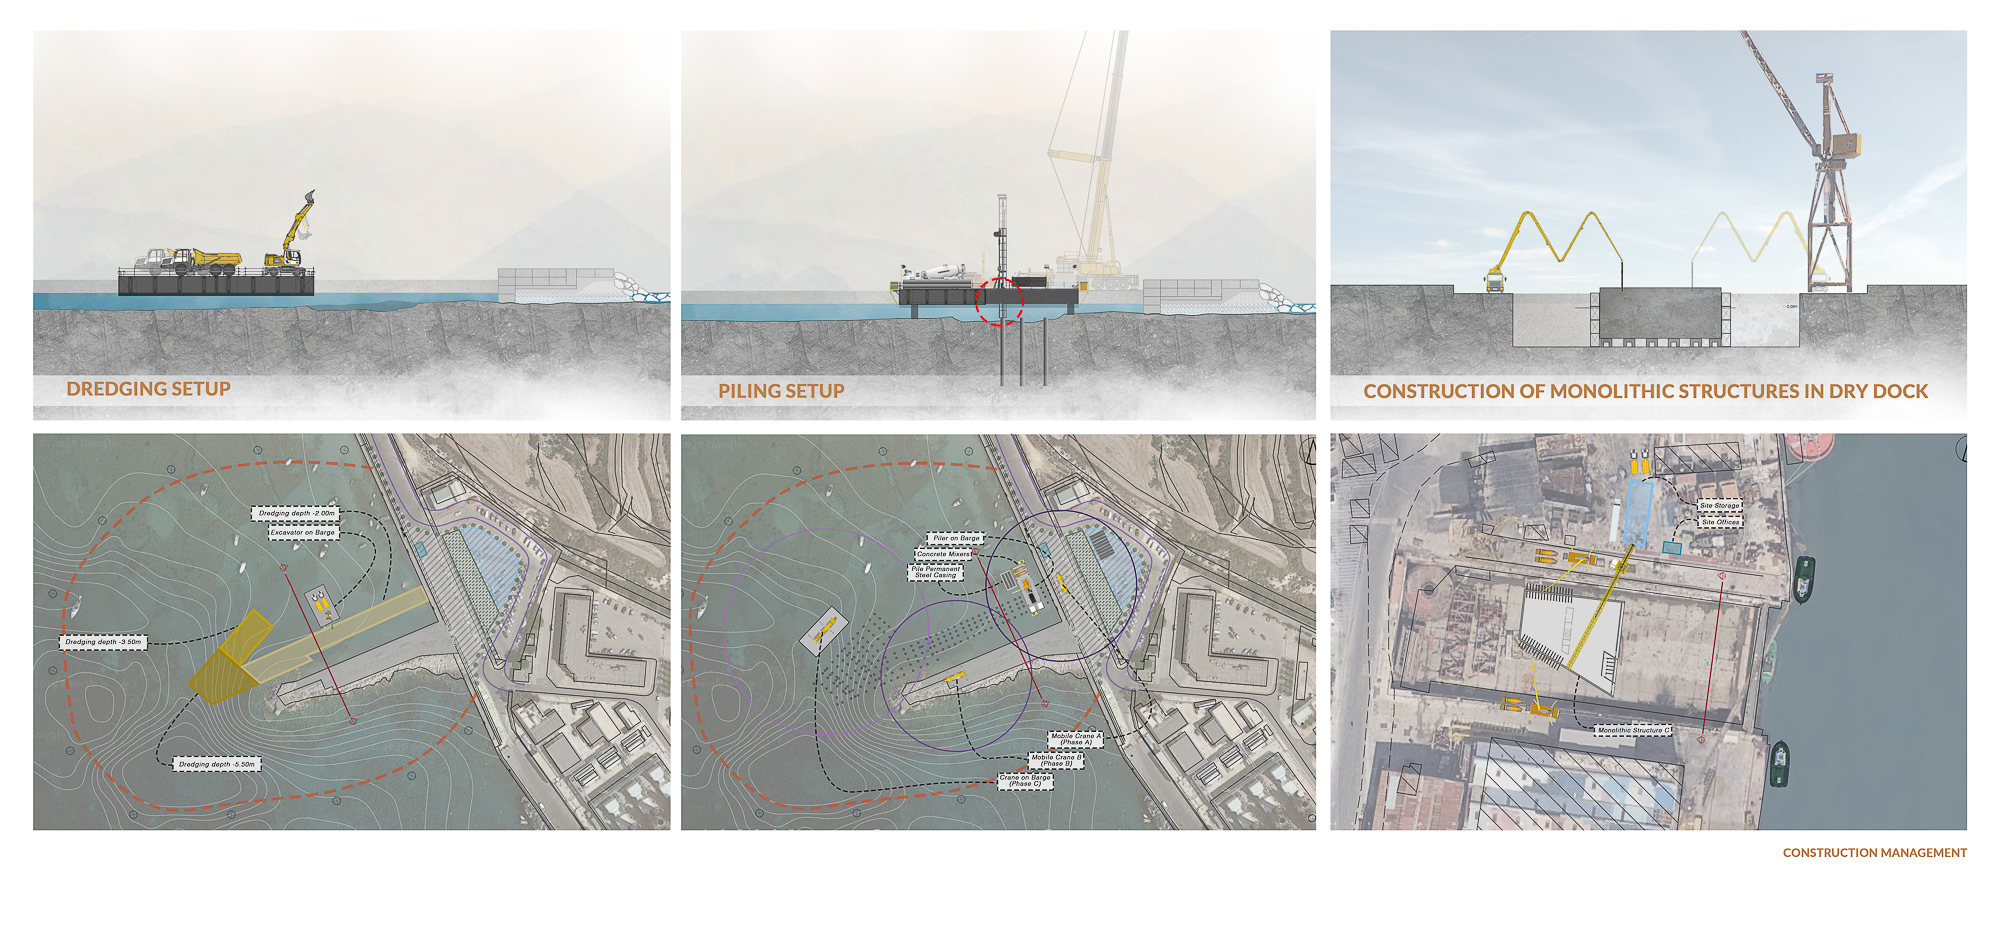 DREDGING SETUP
PILING SETUP
CONSTRUCTION OF MONOLITHIC STRUCTURES IN DRY DOCK
Dredging depth -2.00m
Excavator on Barge
Dredging depth -3.50m
Dredging depth -5.50m
Piler on Barge
Concrete Mixers
Pile Permanent
Steel Casing
Mobile Crane A
(Phase A)
Mobile Crane B
(Phase B)
Crane on Barge
(Phase C)
Site Storage
Site Offices
Monolithic Structure C
CONSTRUCTION MANAGEMENT